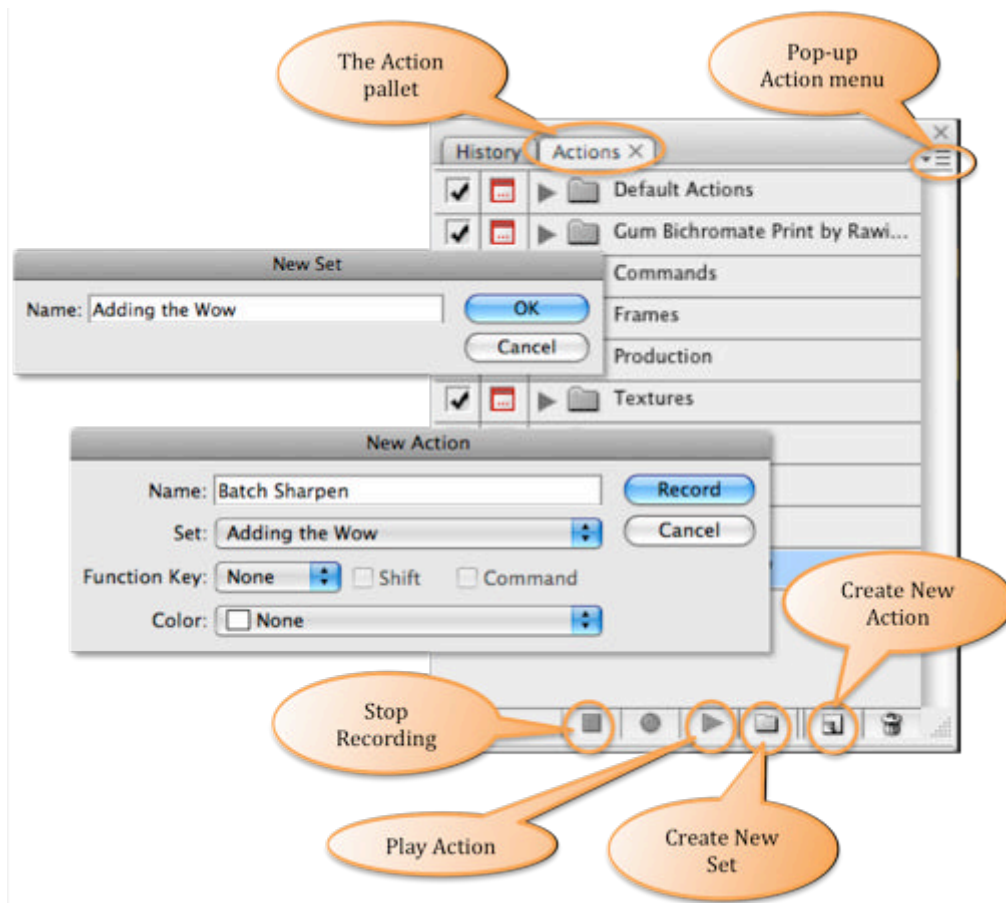 The Action
pallet
Pop-up
Action menu
History
Actions
Default Actions
Gum Bichromate Print by Rawi...
New Set
Commands
Name: Adding the Wow
OK
Frames
Cancel
Production
Textures
New Action
Name: Batch Sharpen
Record
Set: Adding the Wow
Cancel
Function Key: None
Shift
Command
Color: None
Create New
Action
Stop
Recording
Play Action
Create New
Set